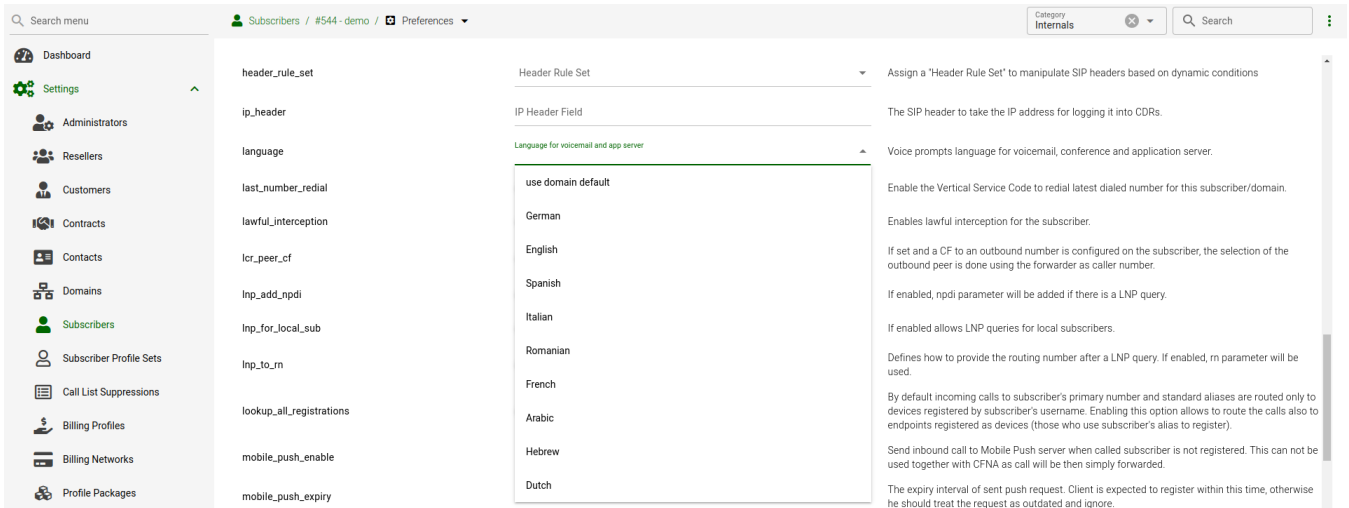 Search menu
Subscribers / #544 - demo / Preferences
Category
Internals
Search
Dashboard
Settings
Administrators
Resellers
Customers
Contracts
Contacts
Domains
Subscribers
Subscriber Profile Sets
Call List Suppressions
Billing Profiles
Billing Networks
Profile Packages
header_rule_set
Header Rule Set
Assign a "Header Rule Set" to manipulate SIP headers based on dynamic conditions
ip_header
IP Header Field
The SIP header to take the IP address for logging it into CDRs.
language
Language for voicemail and app server
Voice prompts language for voicemail, conference and application server.
use domain default
German
English
Spanish
Italian
Romanian
French
Arabic
Hebrew
Dutch
last_number_redial
Enable the Vertical Service Code to redial latest dialed number for this subscriber/domain.
lawful_interception
Enables lawful interception for the subscriber.
lcr_peer_cf
If set and a CF to an outbound number is configured on the subscriber, the selection of the
outbound peer is done using the forwarder as caller number.
lnp_add_npdi
If enabled, npdi parameter will be added if there is a LNP query.
lnp_for_local_sub
If enabled allows LNP queries for local subscribers.
lnp_to_rn
Defines how to provide the routing number after a LNP query. If enabled, rn parameter will be
used.
lookup_all_registrations
By default incoming calls to subscriber's primary number and standard aliases are routed only to
devices registered by subscriber's username. Enabling this option allows to route the calls also to
endpoints registered as devices (those who use subscriber's alias to register).
mobile_push_enable
Send inbound call to Mobile Push server when called subscriber is not registered. This can not be
used together with CFNA as call will be then simply forwarded.
mobile_push_expiry
The expiry interval of sent push request. Client is expected to register within this time, otherwise
he should treat the request as outdated and ignore.